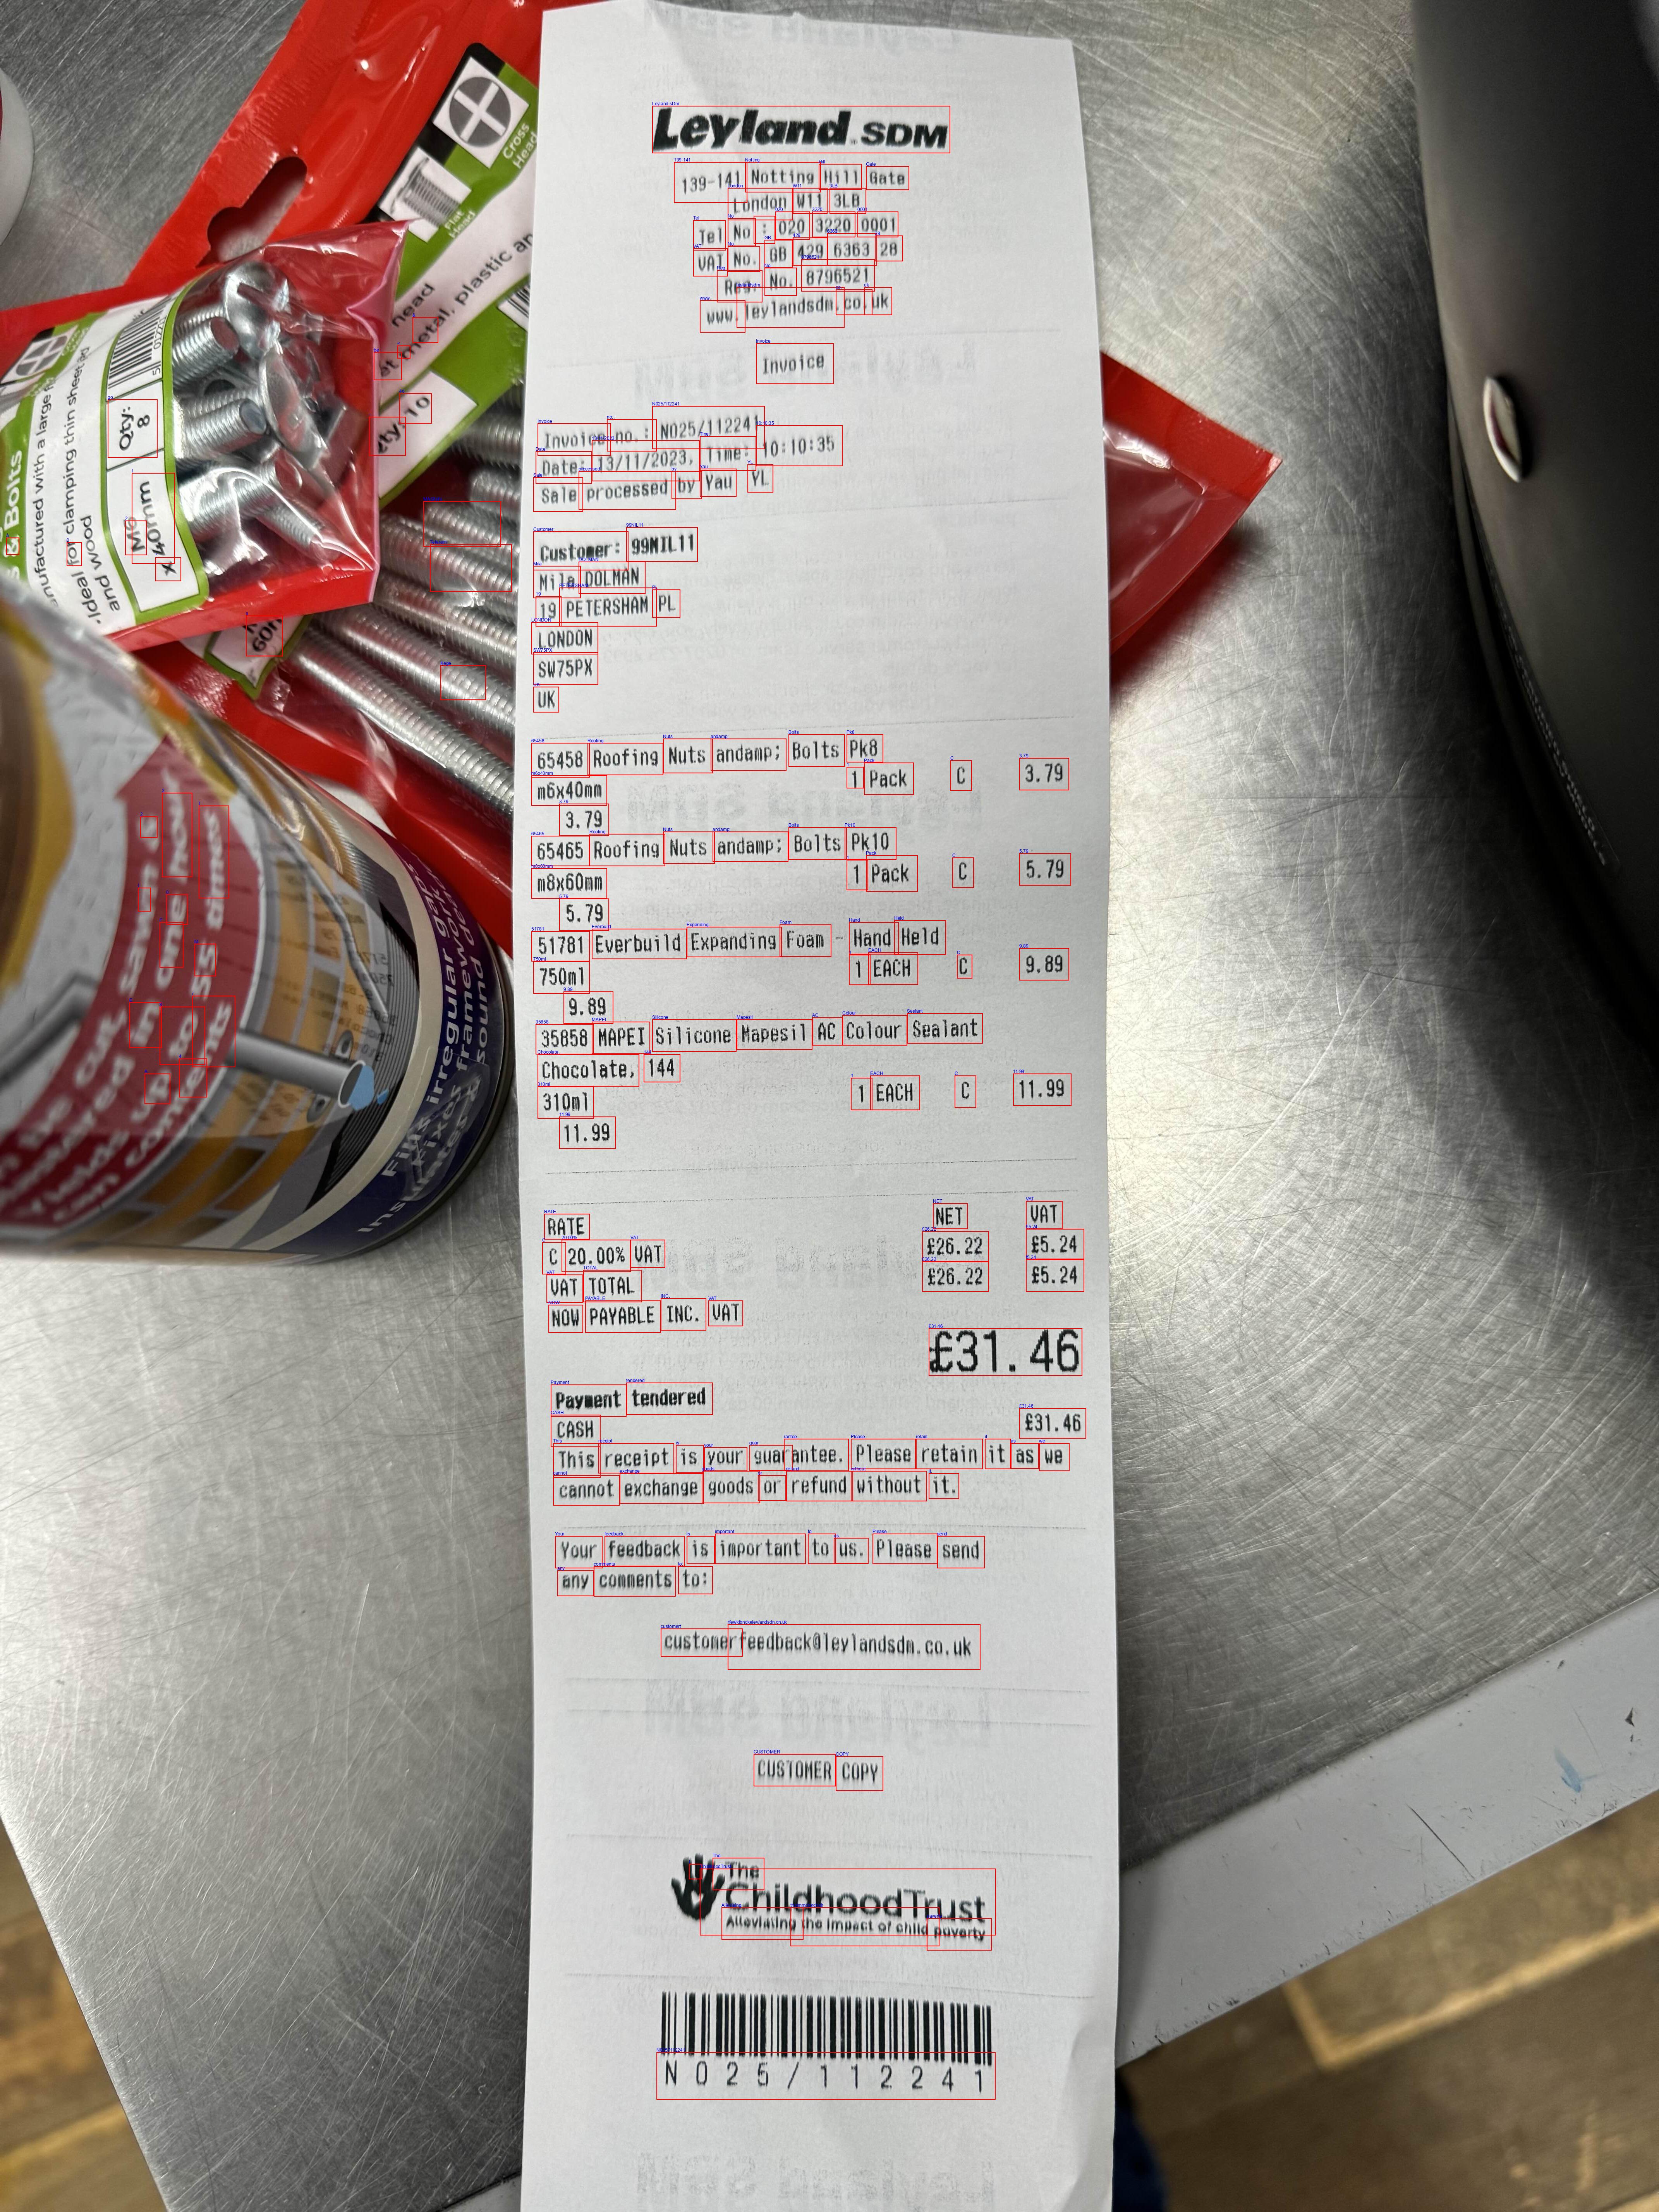 Leyland SDM
139-141 Notting Hill Gate
London W11 3LB
Tel No : 020 3220 0001
VAT No. GB 429 6363 28
Reg. No. 8796521
www.leylandsdm.co.uk
Invoice
Invoice no.: N025/112241
Date: 13/11/2023, Time: 10:10:35
Sale processed by Yau YL
Customer: 99MIL11
Mila DOLMAN
19 PETERSHAM PL
LONDON
SW75PX
UK
65458 Roofing Nuts andamp; Bolts Pk8
m6x40mm 1 Pack C 3.79
3.79
65465 Roofing Nuts andamp; Bolts Pk10
m8x60mm 1 Pack C 5.79
5.79
51781 Everbuild Expanding Foam - Hand Held
750ml 1 EACH C 9.89
9.89
35858 MAPEI Silicone Mapesil AC Colour Sealant
Chocolate, 144
310ml 1 EACH C 11.99
11.99
RATE NET VAT
C 20.00% VAT £26.22 £5.24
VAT TOTAL £26.22 £5.24
NOW PAYABLE INC. VAT
£31.46
Payment tendered
CASH £31.46
This receipt is your guarantee. Please retain it as we
cannot exchange goods or refund without it.
Your feedback is important to us. Please send
any comments to:
customerfeedback@leylandsdm.co.uk
CUSTOMER COPY
The
ChildhoodTrust
Alleviating the impact of child poverty
N025/112241
Cross
Head
Flat
Head
head
metal, plastic
10
& Bolts
Qty:
8
M6
x 40mm
for clamping thin sheet
and wood
Fills irregular gaps
sound